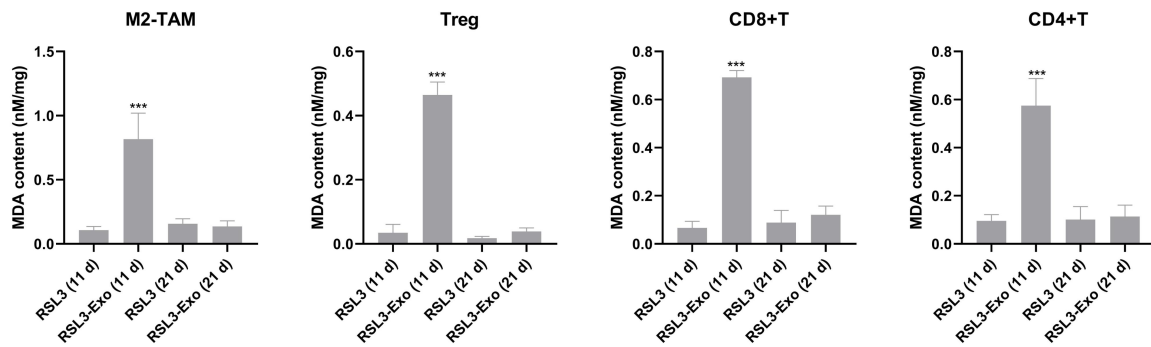 M2-TAM
MDA content (nM/mg)
1.5
1.0
0.5
0.0
***
RSL3 (11 d)
RSL3-Exo (11 d)
RSL3 (21 d)
RSL3-Exo (21 d)
Treg
MDA content (nM/mg)
0.6
0.4
0.2
0.0
***
RSL3 (11 d)
RSL3-Exo (11 d)
RSL3 (21 d)
RSL3-Exo (21 d)
CD8+T
MDA content (nM/mg)
0.8
0.6
0.4
0.2
0.0
***
RSL3 (11 d)
RSL3-Exo (11 d)
RSL3 (21 d)
RSL3-Exo (21 d)
CD4+T
MDA content (nM/mg)
0.8
0.6
0.4
0.2
0.0
***
RSL3 (11 d)
RSL3-Exo (11 d)
RSL3 (21 d)
RSL3-Exo (21 d)